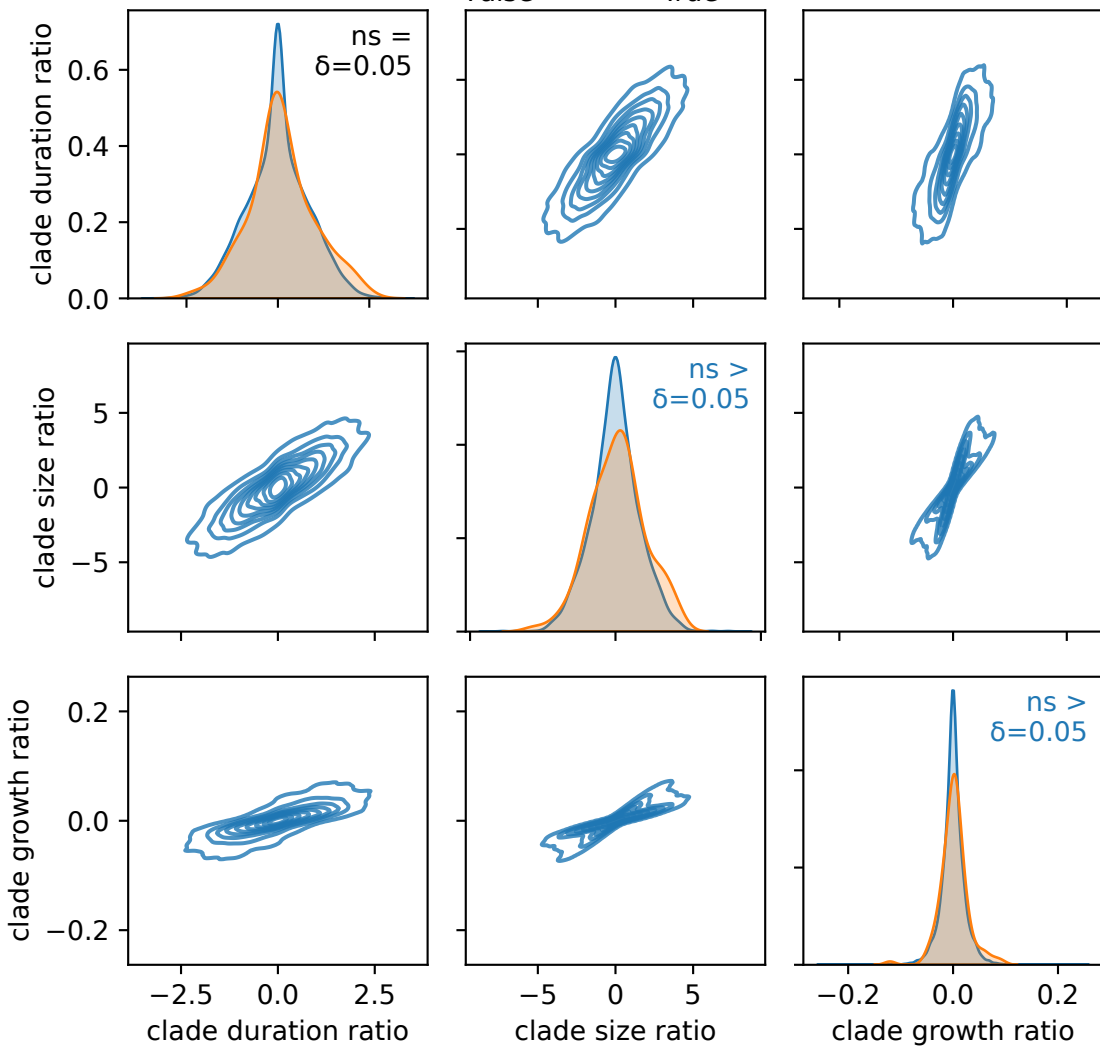 clade duration ratio
0.6
0.4
0.2
0.0
ns =
δ=0.05
clade size ratio
5
0
−5
ns >
δ=0.05
clade growth ratio
0.2
0.0
−0.2
ns >
δ=0.05
−2.5 0.0 2.5
−5 0 5
−0.2 0.0 0.2
clade duration ratio
clade size ratio
clade growth ratio